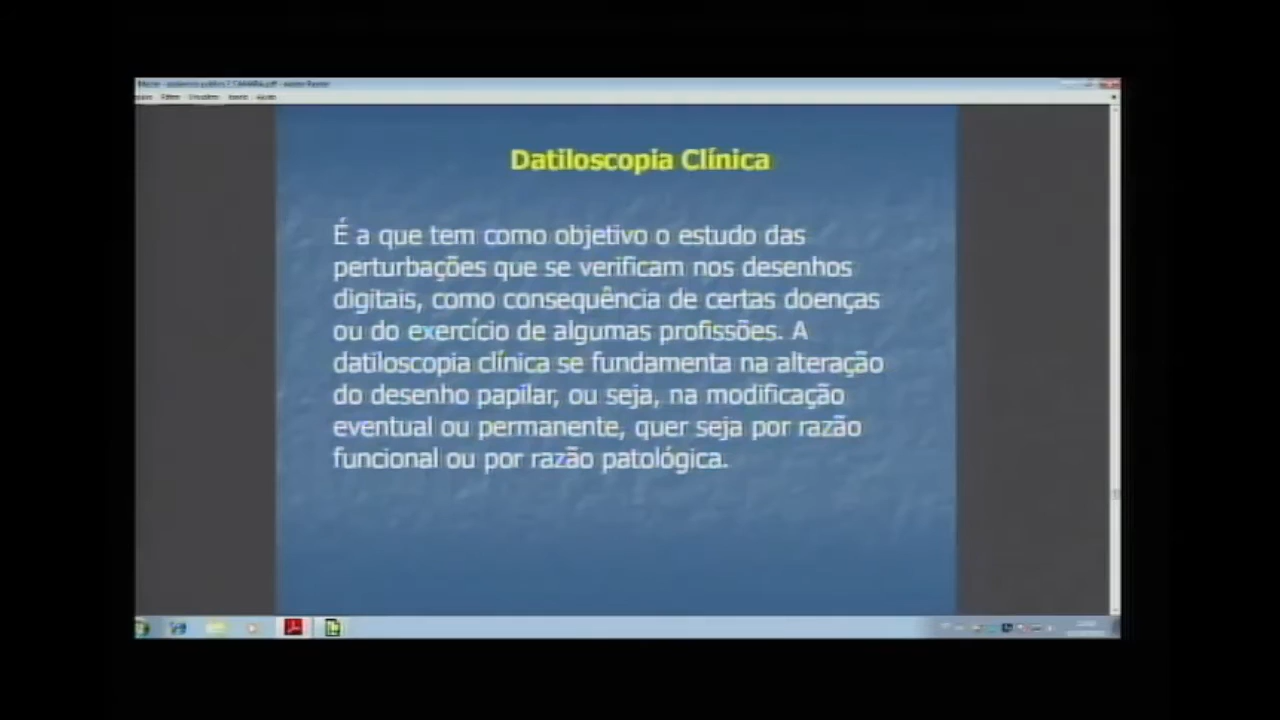 Datiloscopia Clínica
É a que tem como objetivo o estudo das
perturbações que se verificam nos desenhos
digitais, como consequência de certas doenças
ou do exercício de algumas profissões. A
datiloscopia clínica se fundamenta na alteração
do desenho papilar, ou seja, na modificação
eventual ou permanente, quer seja por razão
funcional ou por razão patológica.